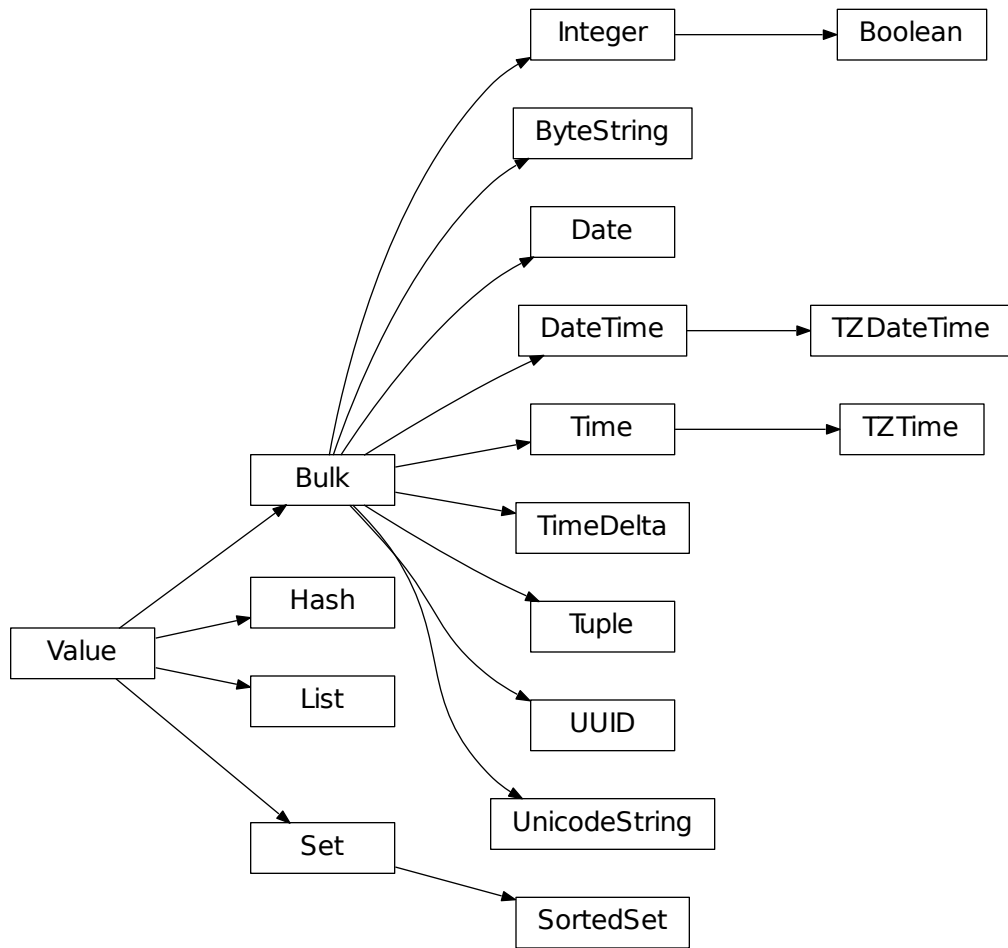 Integer
Boolean
ByteString
Date
DateTime
TZDateTime
Time
TZTime
Bulk
TimeDelta
Hash
Tuple
Value
List
UUID
UnicodeString
Set
SortedSet